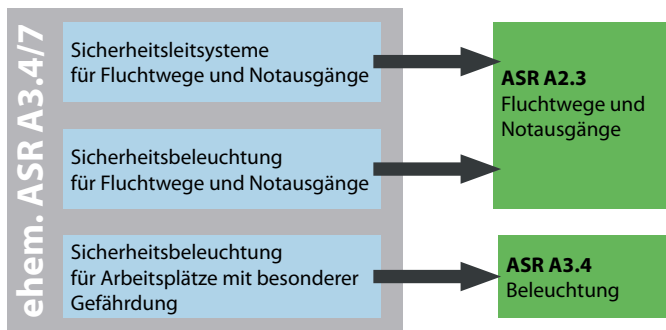 ehem. ASR A3.4/7
Sicherheitsleitsysteme
für Fluchtwege und Notausgänge
Sicherheitsbeleuchtung
für Fluchtwege und Notausgänge
Sicherheitsbeleuchtung
für Arbeitsplätze mit besonderer
Gefährdung
ASR A2.3
Fluchtwege und
Notausgänge
ASR A3.4
Beleuchtung